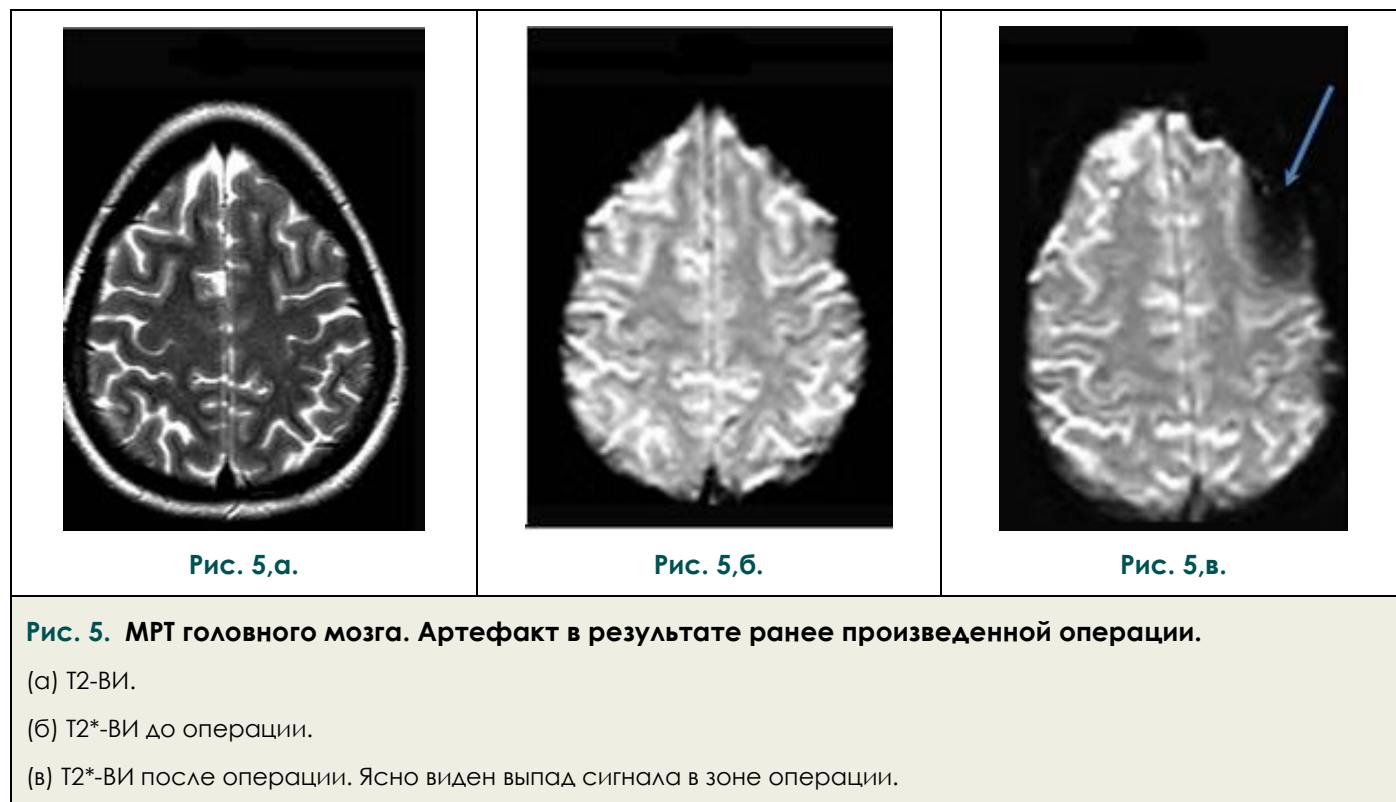 Рис. 5,а.
Рис. 5,б.
Рис. 5,в.
Рис. 5. МРТ головного мозга. Артефакт в результате ранее произведенной операции.
(а) Т2-ВИ.
(б) Т2*-ВИ до операции.
(в) Т2*-ВИ после операции. Ясно виден выпад сигнала в зоне операции.